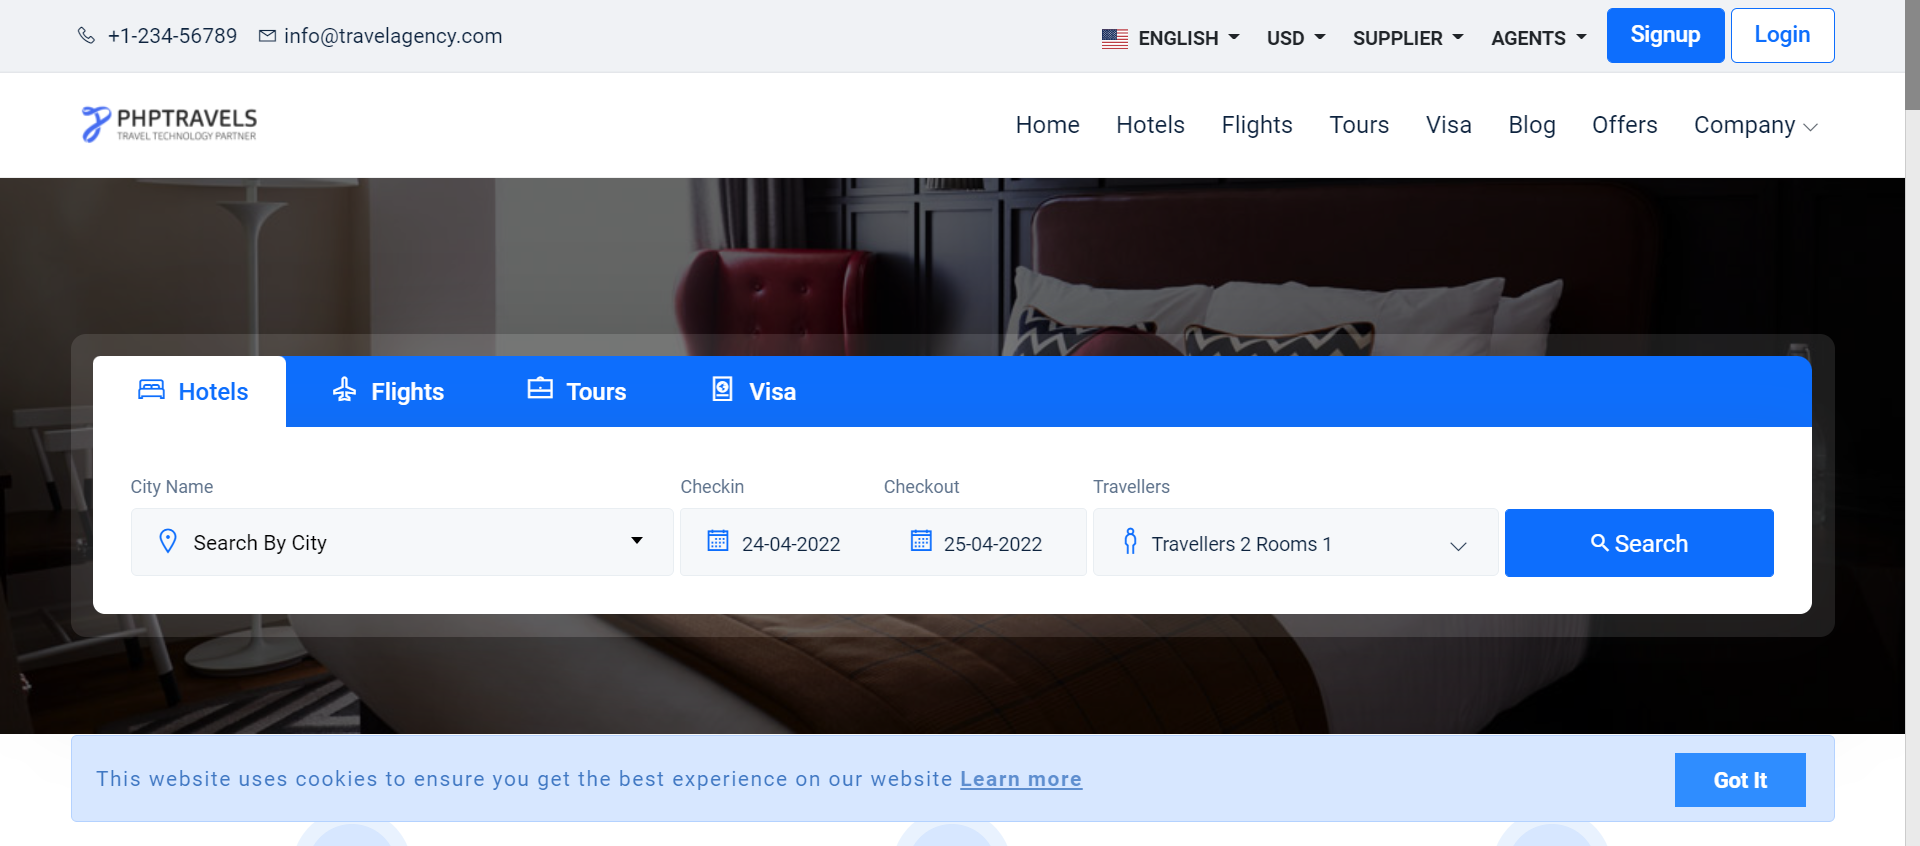 +1-234-56789 info@travelagency.com ENGLISH USD SUPPLIER AGENTS Signup Login
PHPTRAVELS
TRAVEL TECHNOLOGY PARTNER
Home Hotels Flights Tours Visa Blog Offers Company
Hotels Flights Tours Visa
City Name Checkin Checkout Travellers
Search By City 24-04-2022 25-04-2022 Travellers 2 Rooms 1 Search
This website uses cookies to ensure you get the best experience on our website Learn more Got It